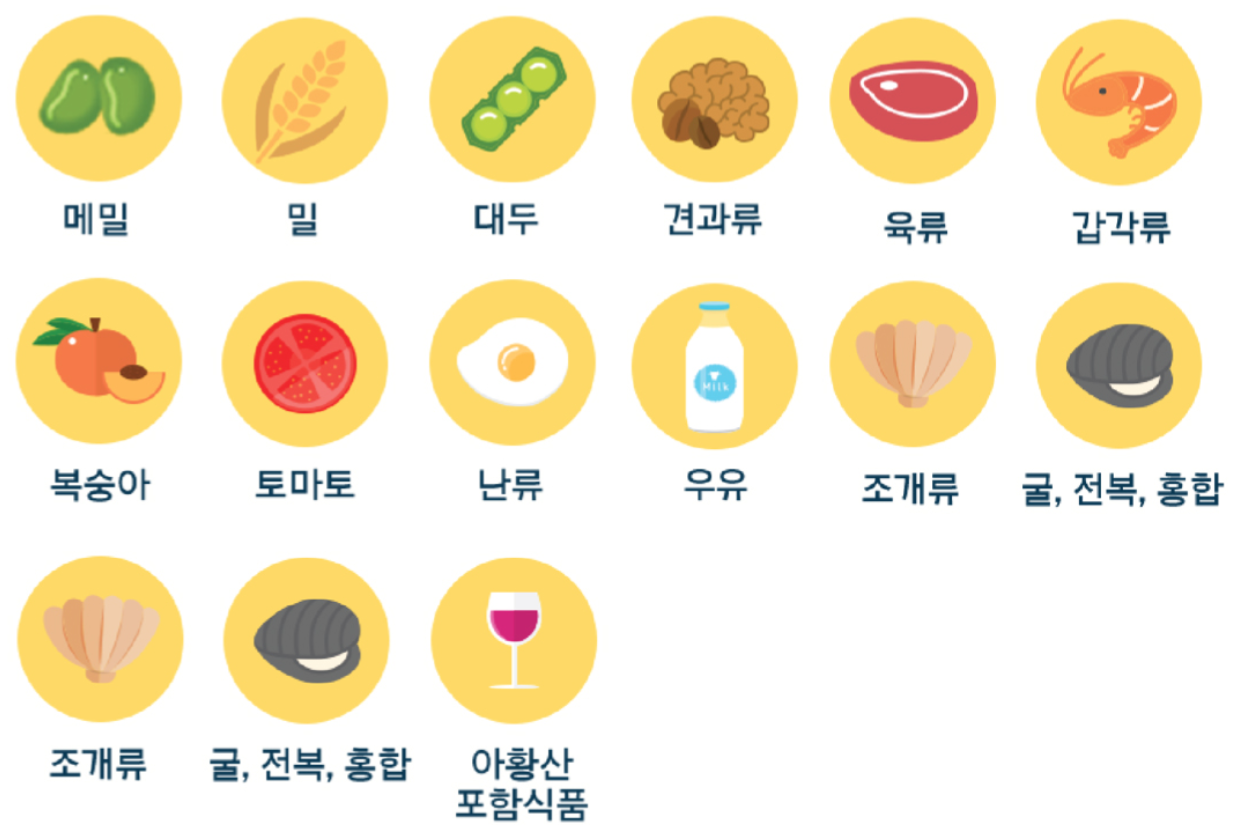 메밀
밀
대두
견과류
육류
갑각류
복숭아
토마토
난류
Milk
우유
조개류
굴, 전복, 홍합
조개류
굴, 전복, 홍합
아황산
포함식품